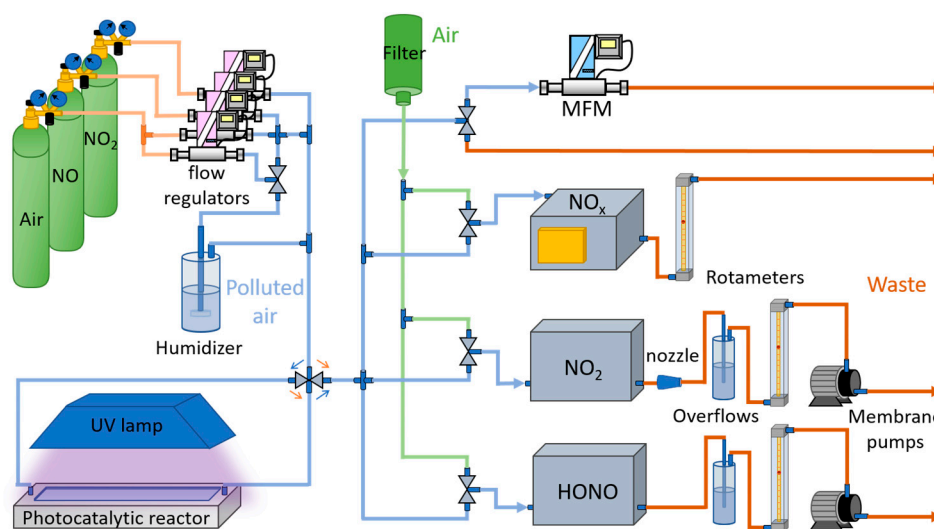 Filter
Air
MFM
NO₂
NO
Air
flow
regulators
NOₓ
Rotameters
Waste
Polluted
air
Humidizer
NO₂
nozzle
Overflows
Membrane
pumps
UV lamp
HONO
Photocatalytic reactor